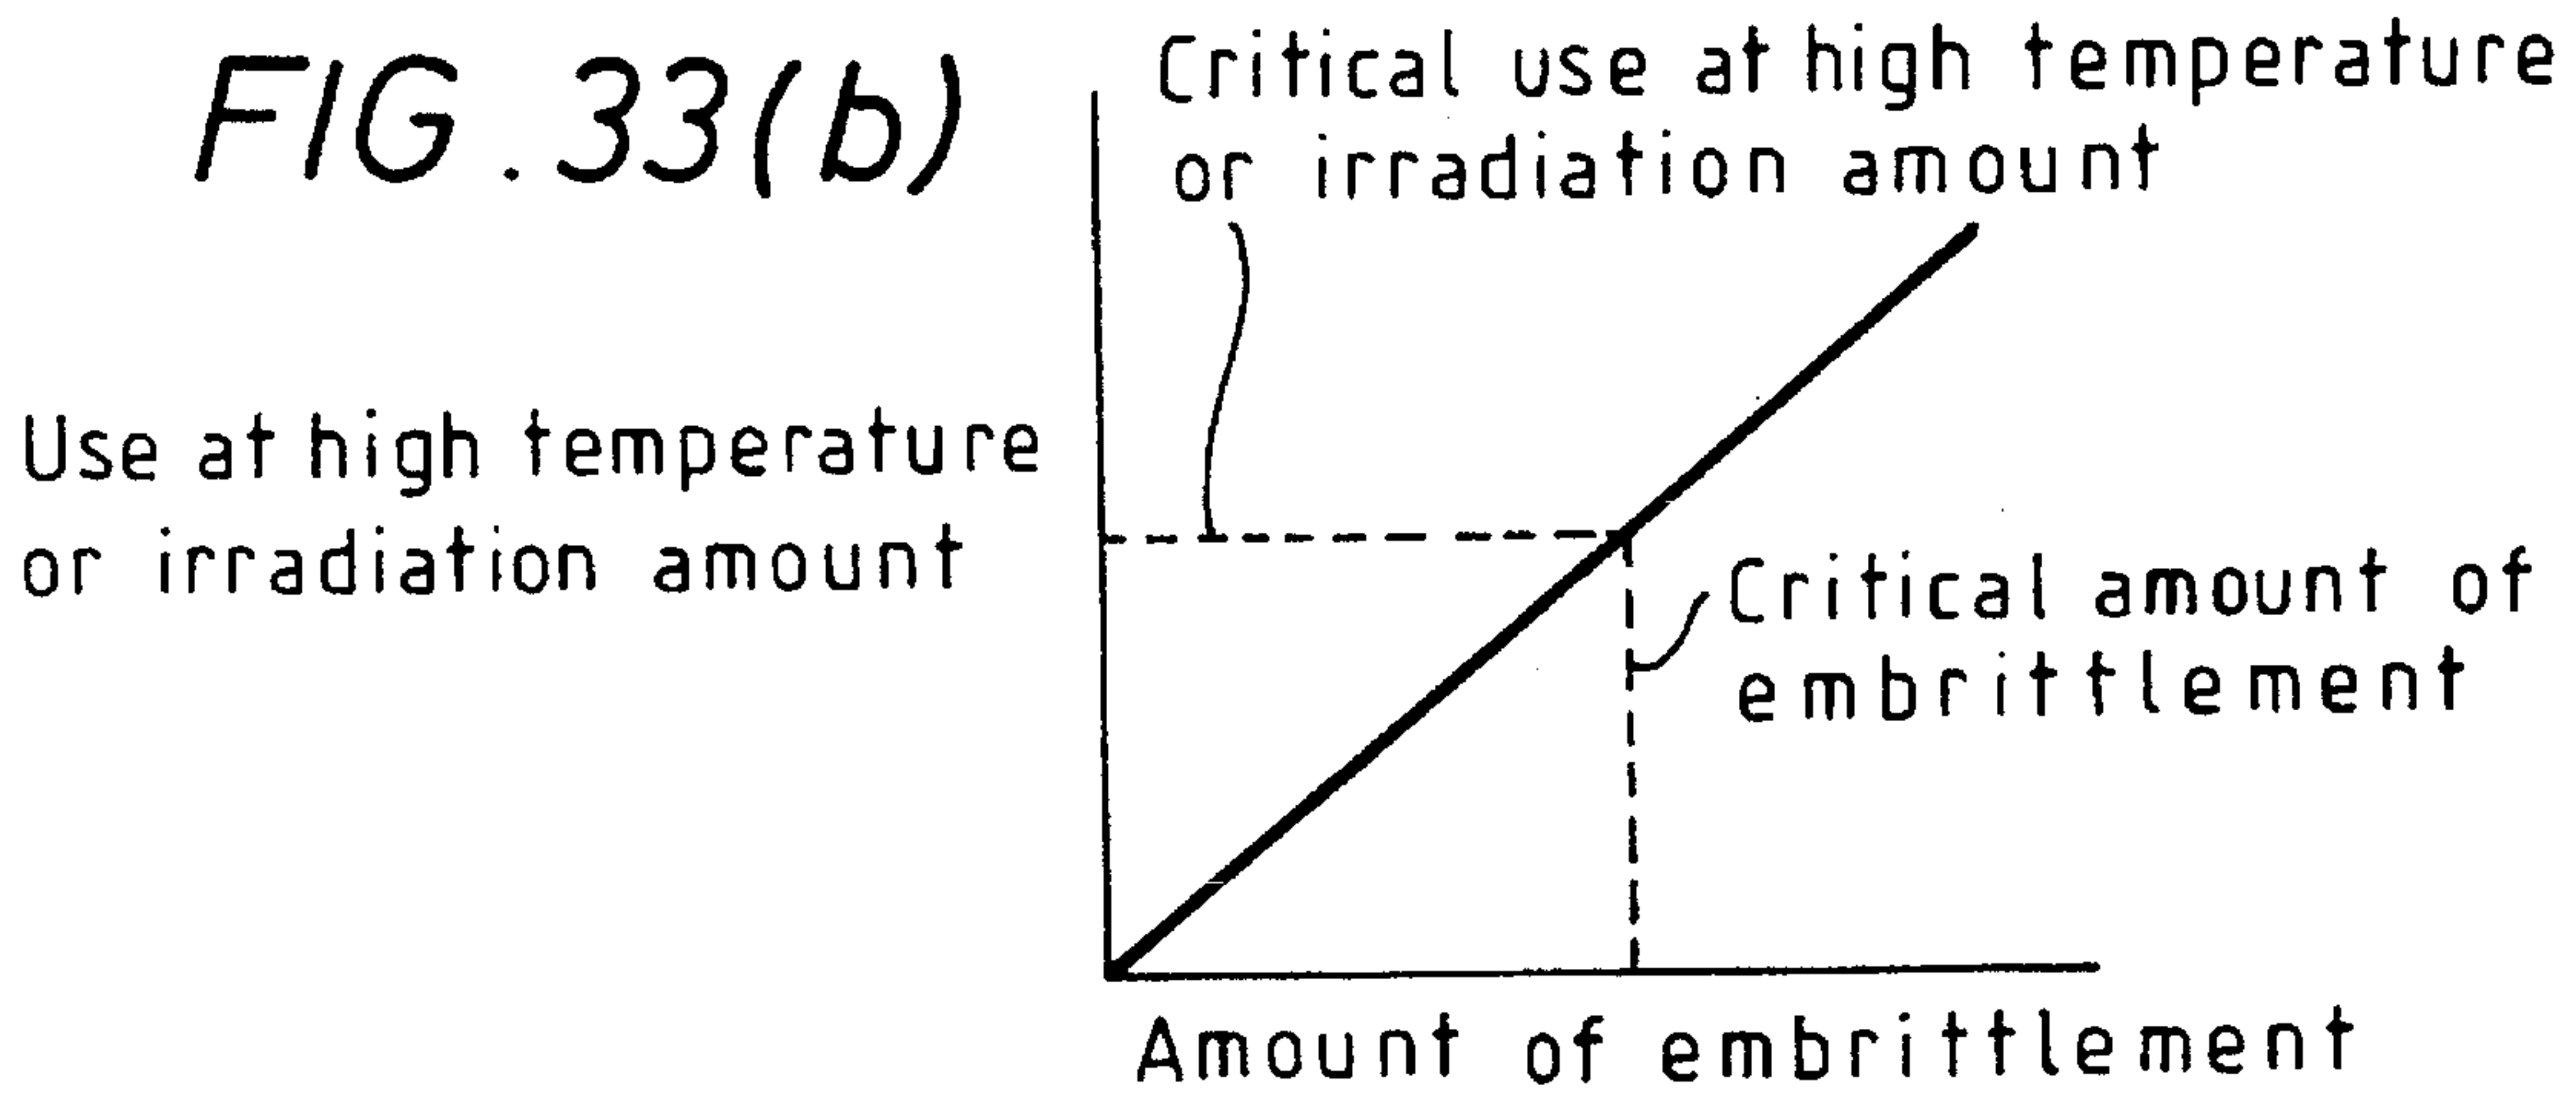 FIG. 33(b)
Critical use at high temperature
or irradiation amount
Use at high temperature
or irradiation amount
Critical amount of
embrittlement
Amount of embrittlement